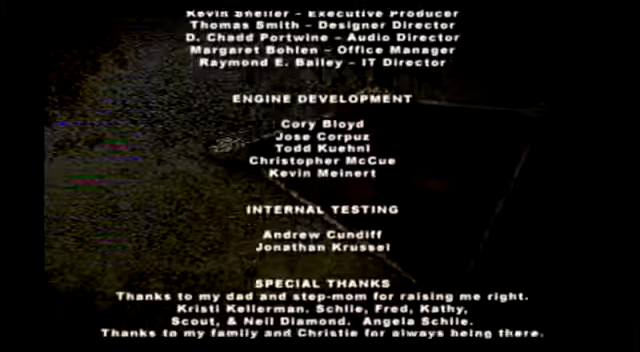 Kevin Sheller – Executive Producer
Thomas Smith – Designer Director
D. Chadd Portwine – Audio Director
Margaret Bohlen – Office Manager
Raymond E. Bailey – IT Director
ENGINE DEVELOPMENT
Cory Bloyd
Jose Corpuz
Todd Kuehnl
Christopher McCue
Kevin Meinert
INTERNAL TESTING
Andrew Cundiff
Jonathan Krussel
SPECIAL THANKS
Thanks to my dad and step-mom for raising me right.
Kristi Kellerman, Schlie, Fred, Kathy,
Scout, & Neil Diamond. Angela Schlie.
Thanks to my family and Christie for always being there.